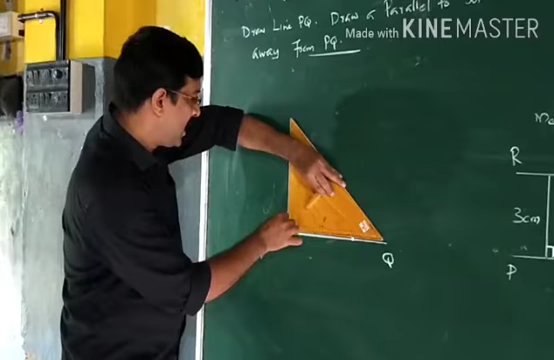 Draw Line PQ. Draw a Parallel to
away from PQ.
Made with KINEMASTER
R
3cm
Q
P